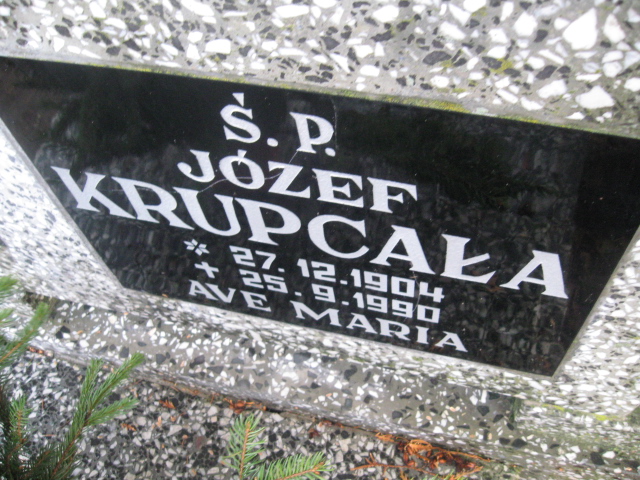 Ś. P.
JÓZEF
KRUPCAŁA
* 27.12.1904
+ 25.9.1990
AVE MARIA